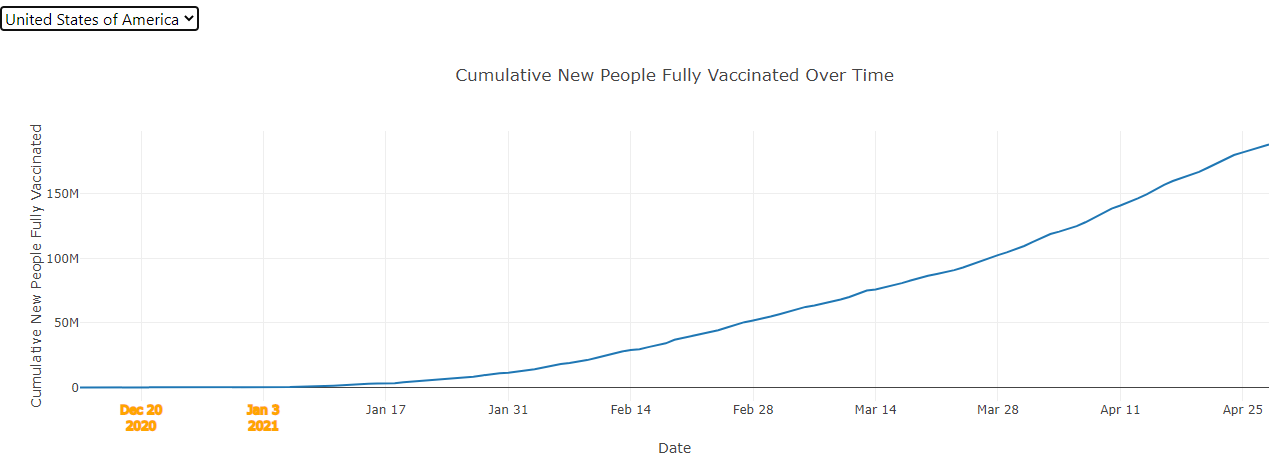 United States of America
Cumulative New People Fully Vaccinated Over Time
Cumulative New People Fully Vaccinated
150M
100M
50M
0
Dec 20 Jan 3 Jan 17 Jan 31 Feb 14 Feb 28 Mar 14 Mar 28 Apr 11 Apr 25
2020 2021
Date